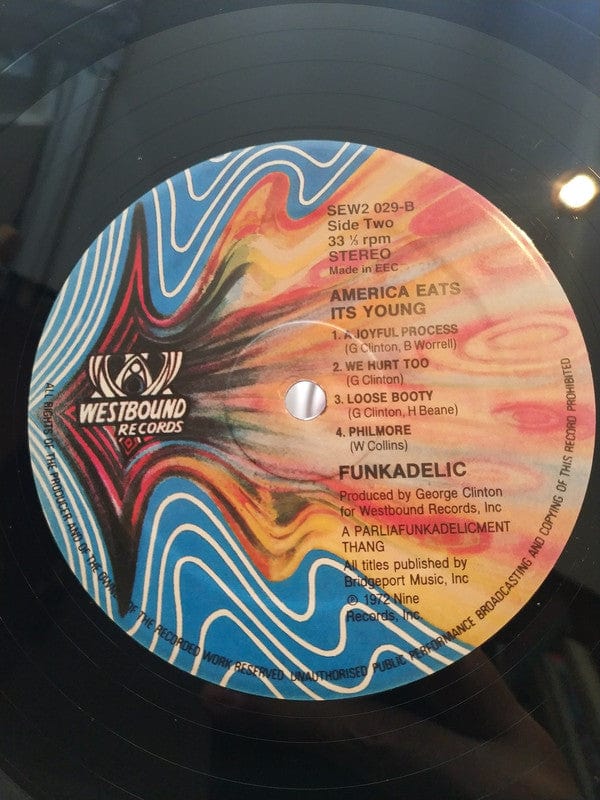 SEW2 029-B
Side Two
33 ⅓ rpm
STEREO
Made in EEC
AMERICA EATS
ITS YOUNG
1. A JOYFUL PROCESS
(G Clinton, B Worrell)
2. WE HURT TOO
(G Clinton)
3. LOOSE BOOTY
(G Clinton, H Beane)
4. PHILMORE
(W Collins)
FUNKADELIC
Produced by George Clinton
for Westbound Records, Inc
A PARLIAFUNKADELICMENT
THANG
All titles published by
Bridgeport Music, Inc
℗ 1972 Nine
Records, Inc.
WESTBOUND
RECORDS
ALL RIGHTS OF THE PRODUCER AND OF THE OWNER OF THE RECORDED WORK RESERVED UNAUTHORISED PUBLIC PERFORMANCE BROADCASTING AND COPYING OF THIS RECORD PROHIBITED